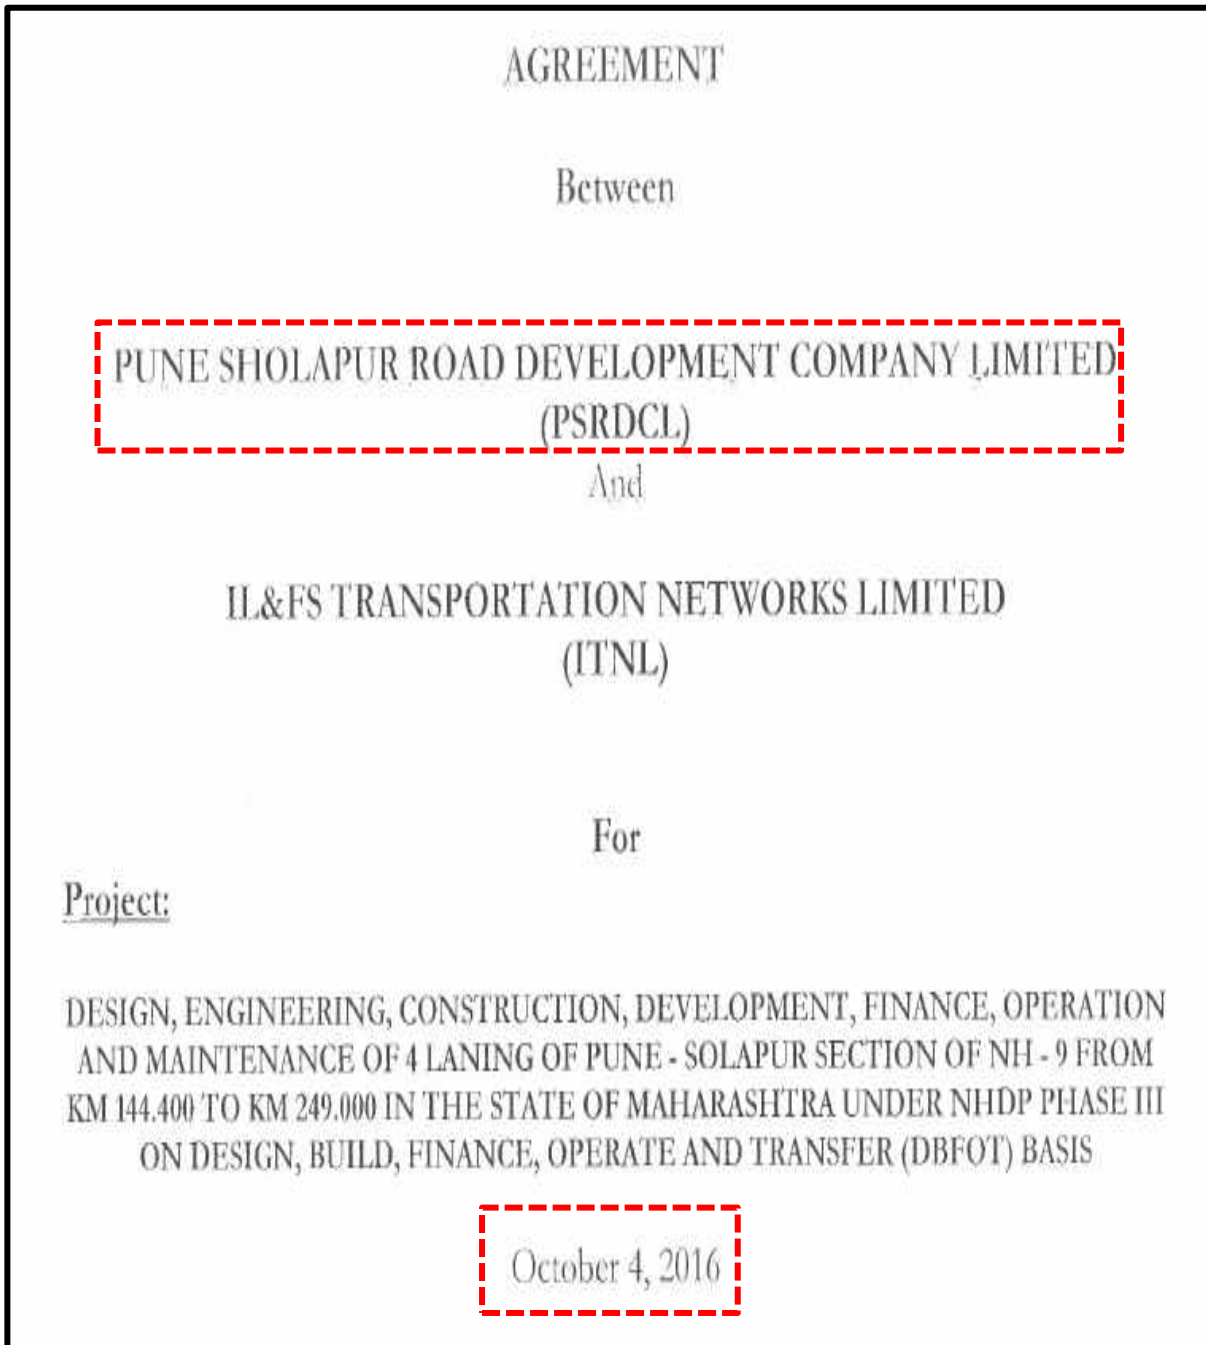 AGREEMENT
Between
PUNE SHOLAPUR ROAD DEVELOPMENT COMPANY LIMITED
(PSRDCL)
And
IL&FS TRANSPORTATION NETWORKS LIMITED
(ITNL)
For
Project:
DESIGN, ENGINEERING, CONSTRUCTION, DEVELOPMENT, FINANCE, OPERATION
AND MAINTENANCE OF 4 LANING OF PUNE - SOLAPUR SECTION OF NH - 9 FROM
KM 144.400 TO KM 249.000 IN THE STATE OF MAHARASHTRA UNDER NHDP PHASE III
ON DESIGN, BUILD, FINANCE, OPERATE AND TRANSFER (DBFOT) BASIS
October 4, 2016